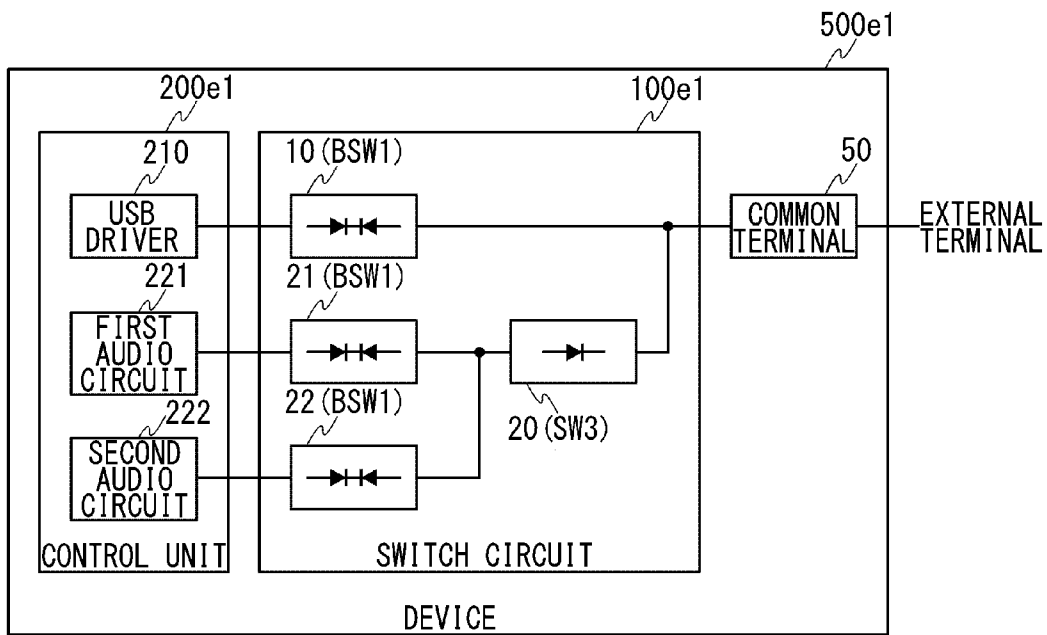 500e1
200e1
100e1
210
10(BSW1)
50
USB
DRIVER
COMMON
TERMINAL
EXTERNAL
TERMINAL
221
21(BSW1)
FIRST
AUDIO
CIRCUIT
222
22(BSW1)
20(SW3)
SECOND
AUDIO
CIRCUIT
CONTROL UNIT
SWITCH CIRCUIT
DEVICE